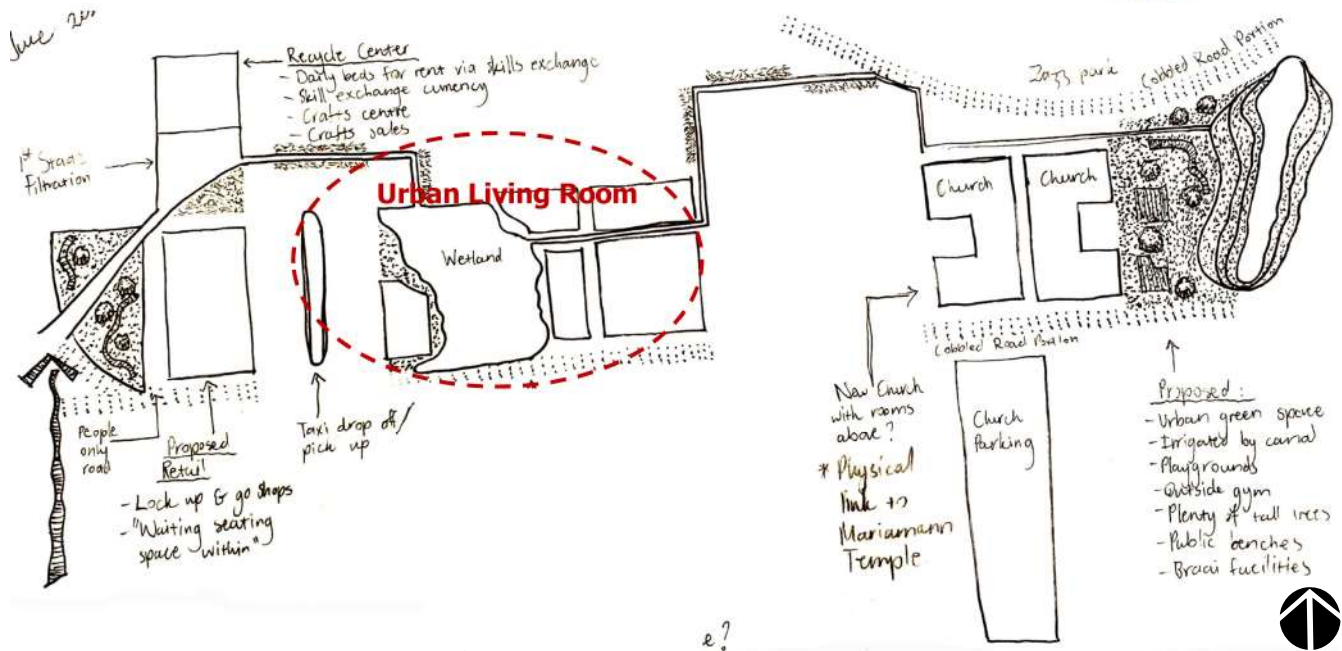 June
Recycle Center
- Daily beds for rent via skills exchange
- Skill exchange currency
- Crafts centre
- Crafts sales
1st Stage
Filtration
Urban Living Room
Wetland
Zazz park
Cobbled Road Portion
Church
Church
Cobbled Road Portion
People
only
road
Proposed
Retail
- Lock up & go shops
- "Waiting seating
space within"
Taxi drop off/
pick up
New Church
with rooms
above?
* Physical
link to
Mariamann
Temple
Church
Parking
Proposed:
- Urban green space
- Irrigated by canal
- Playgrounds
- Outside gym
- Plenty of tall trees
- Public benches
- Braai facilities
e?